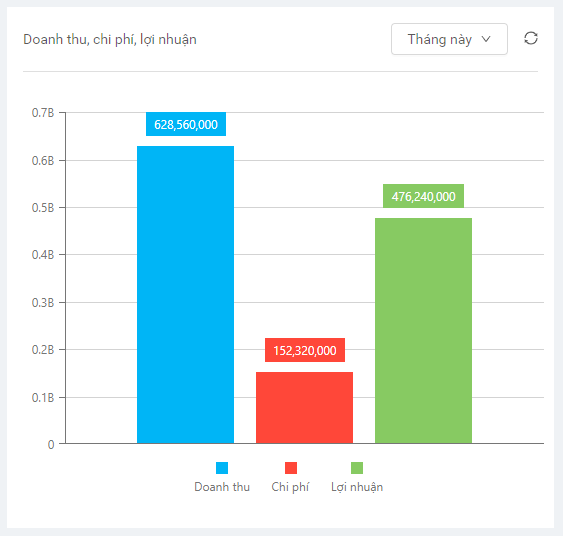 Doanh thu, chi phí, lợi nhuận
Tháng này
0.7B
628,560,000
0.6B
0.5B
476,240,000
0.4B
0.3B
0.2B
152,320,000
0.1B
0
Doanh thu
Chi phí
Lợi nhuận